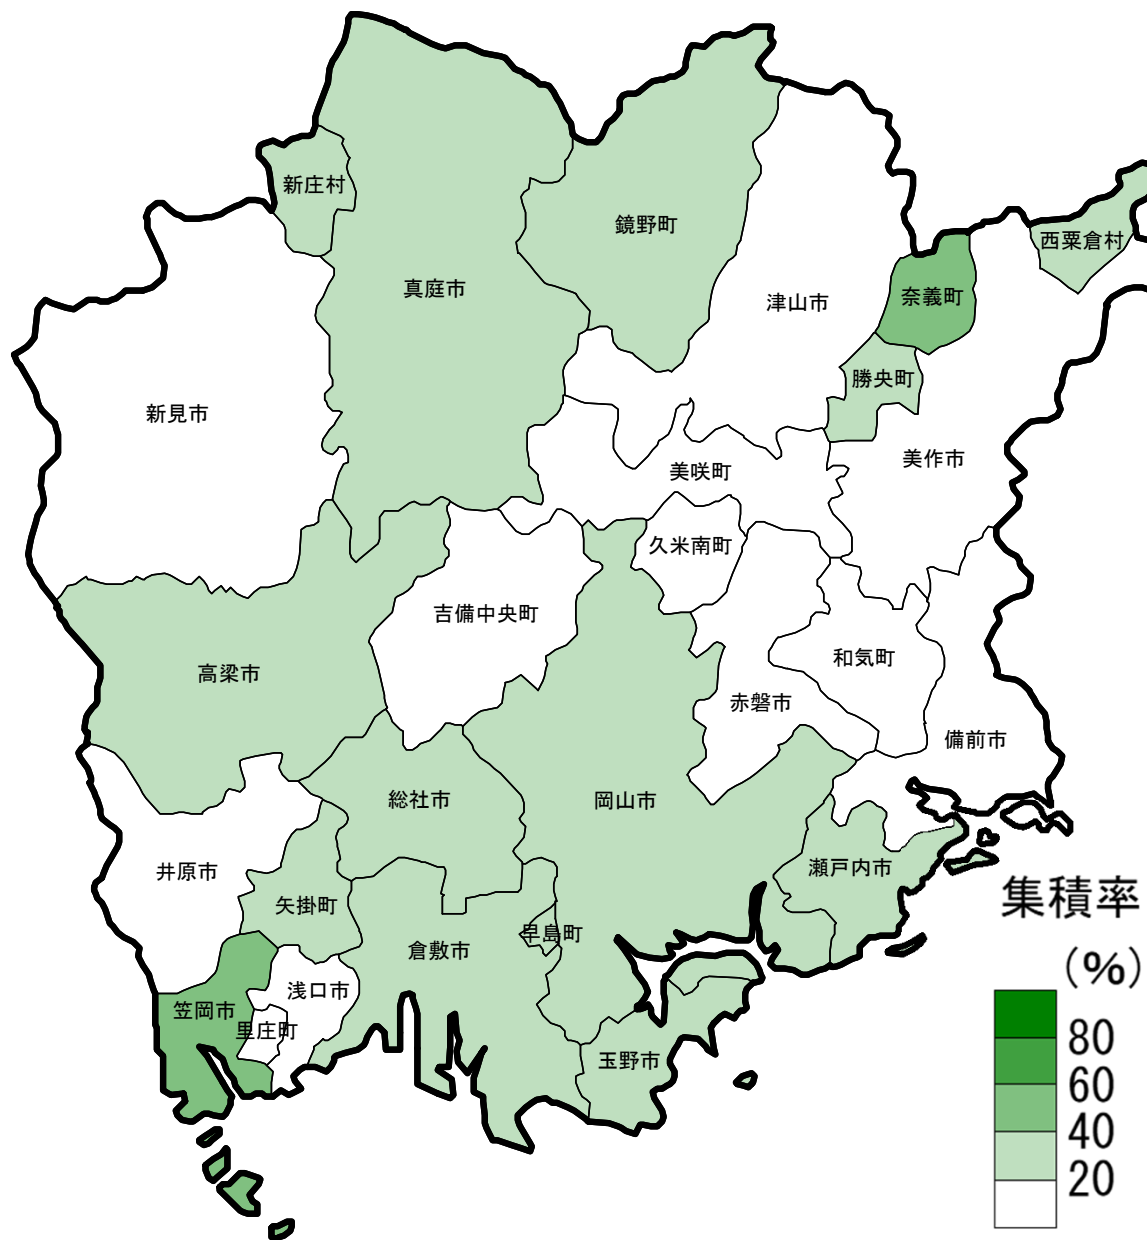 新庄村
鏡野町
西粟倉村
真庭市
奈義町
津山市
勝央町
新見市
美作市
美咲町
久米南町
吉備中央町
和気町
高梁市
赤磐市
備前市
総社市
岡山市
井原市
瀬戸内市
矢掛町
早島町
倉敷市
浅口市
笠岡市
里庄町
玉野市
集積率
(%)
80
60
40
20